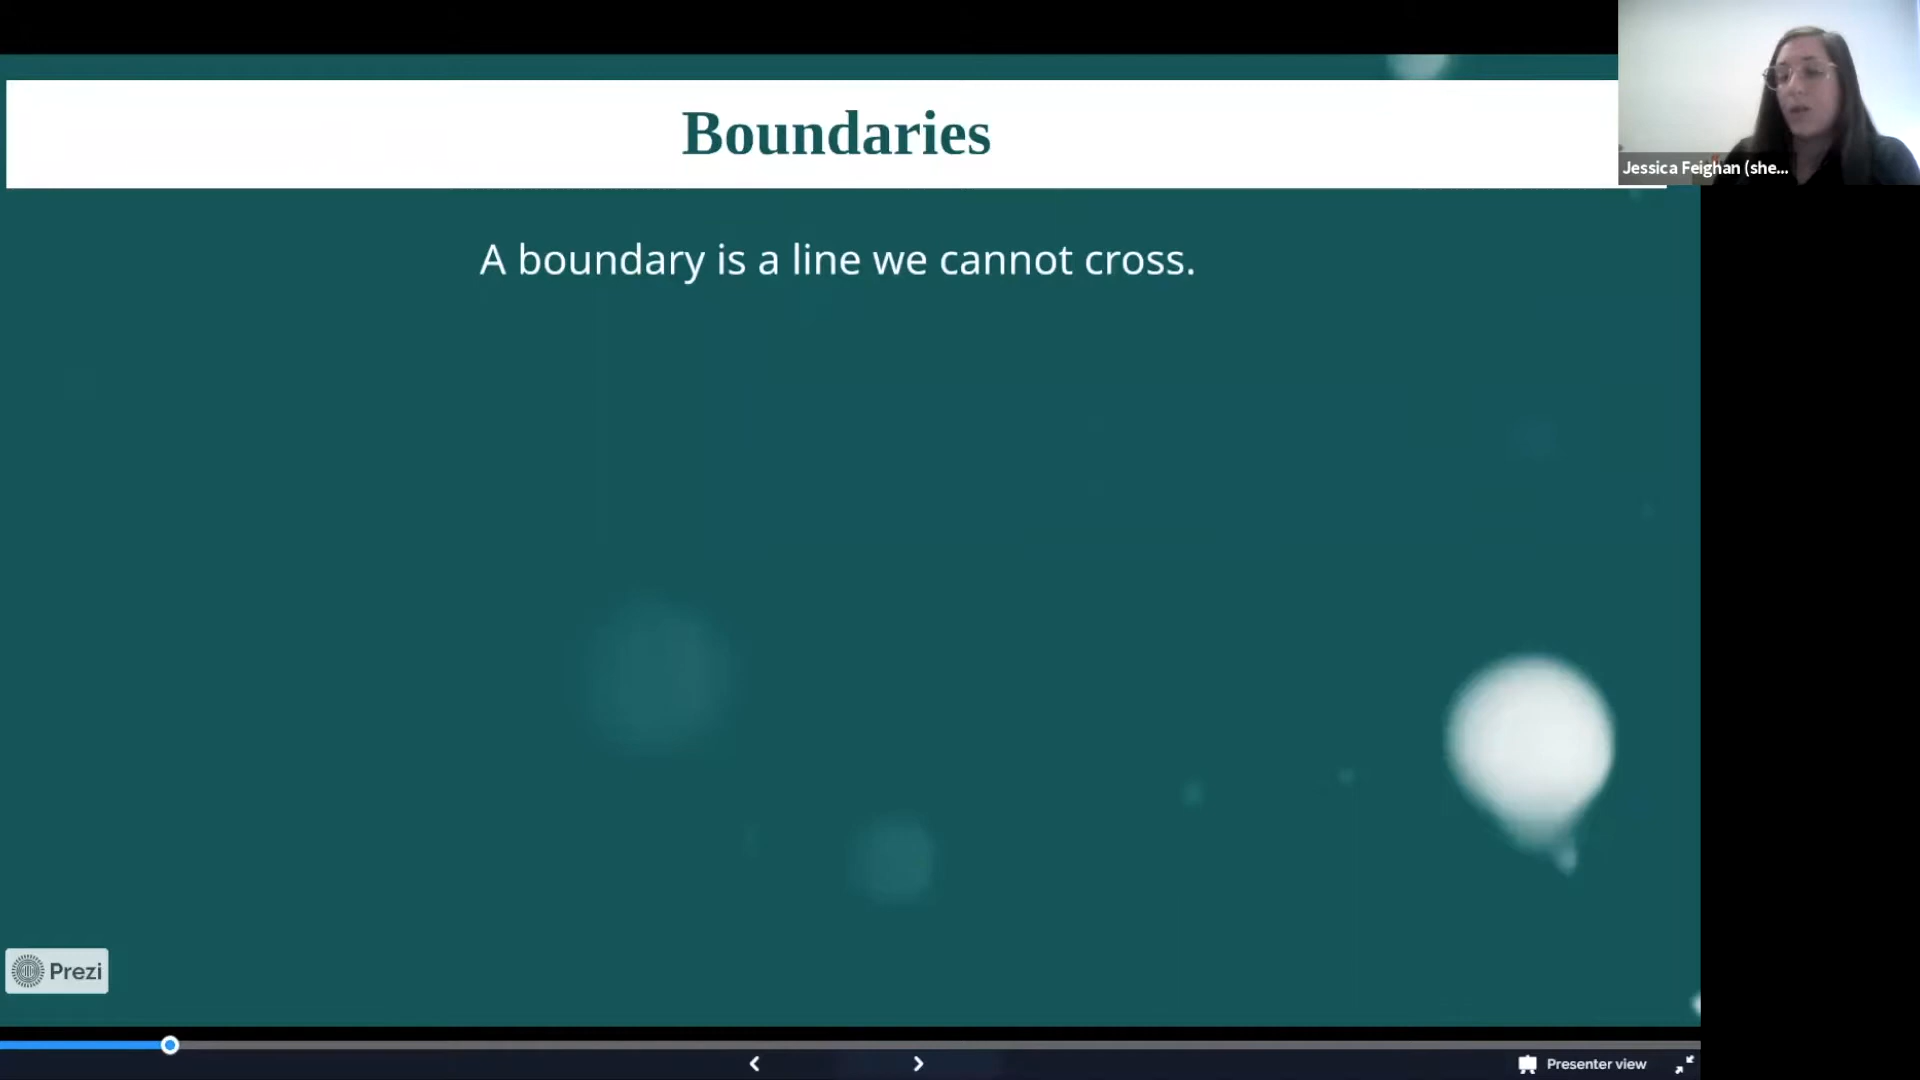 Boundaries
Jessica Feighan (she...
A boundary is a line we cannot cross.
Prezi
Presenter view